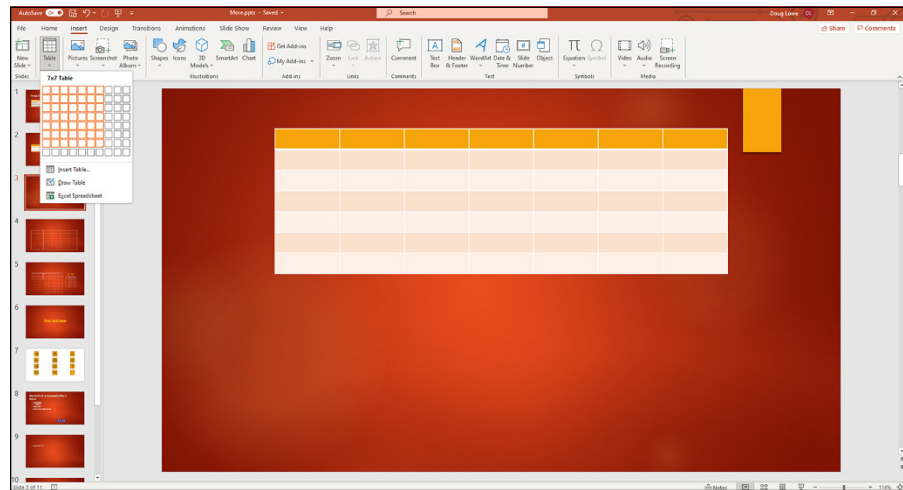 AutoSave On More.pptx - Saved Search Doug Lowe DL
File Home Insert Design Transitions Animations Slide Show Review View Help Share Comments
New Slide Table Pictures Screenshot Photo Album Shapes Icons 3D Models SmartArt Chart Get Add-ins My Add-ins Zoom Link Action Comment Text Box Header & Footer WordArt Date & Time Slide Number Object Equation Symbol Video Audio Screen Recording
Slides Illustrations Add-ins Links Comments Text Symbols Media
7x7 Table
Insert Table...
Draw Table
Excel Spreadsheet
1
2
3
4
5
6
7
8
9
10
Slide 3 of 11 Notes 114%